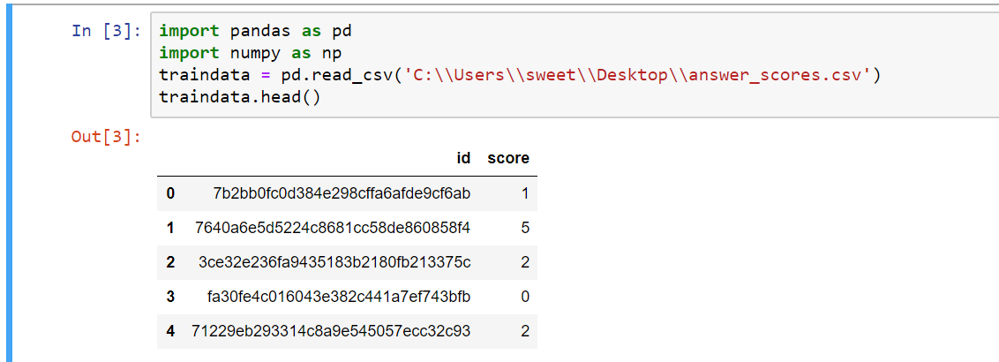 In [3]: import pandas as pd
import numpy as np
traindata = pd.read_csv('C:\\Users\\sweet\\Desktop\\answer_scores.csv')
traindata.head()
Out[3]:
id score
0 7b2bb0fc0d384e298cffa6afde9cf6ab 1
1 7640a6e5d5224c8681cc58de860858f4 5
2 3ce32e236fa9435183b2180fb213375c 2
3 fa30fe4c016043e382c441a7ef743bfb 0
4 71229eb293314c8a9e545057ecc32c93 2